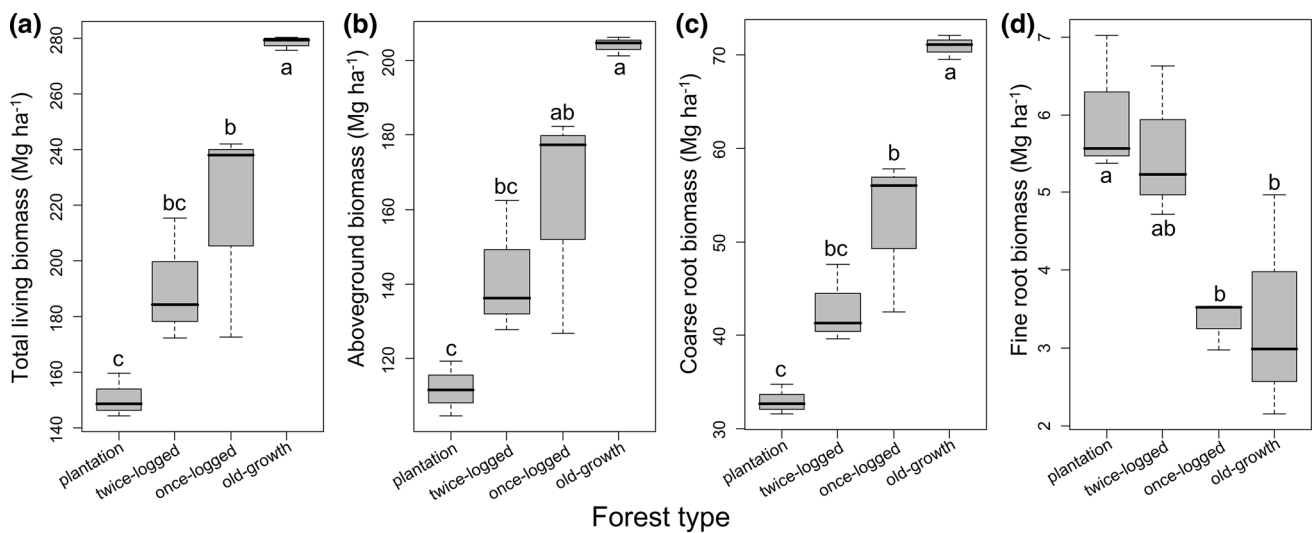 (a)
Total living biomass (Mg ha-1)
140 160 180 200 220 240 260 280
c
bc
b
a
plantation
twice-logged
once-logged
old-growth
(b)
Aboveground biomass (Mg ha-1)
120 140 160 180 200
c
bc
ab
a
plantation
twice-logged
once-logged
old-growth
(c)
Coarse root biomass (Mg ha-1)
30 40 50 60 70
c
bc
b
a
plantation
twice-logged
once-logged
old-growth
(d)
Fine root biomass (Mg ha-1)
2 3 4 5 6 7
a
ab
b
b
plantation
twice-logged
once-logged
old-growth
Forest type